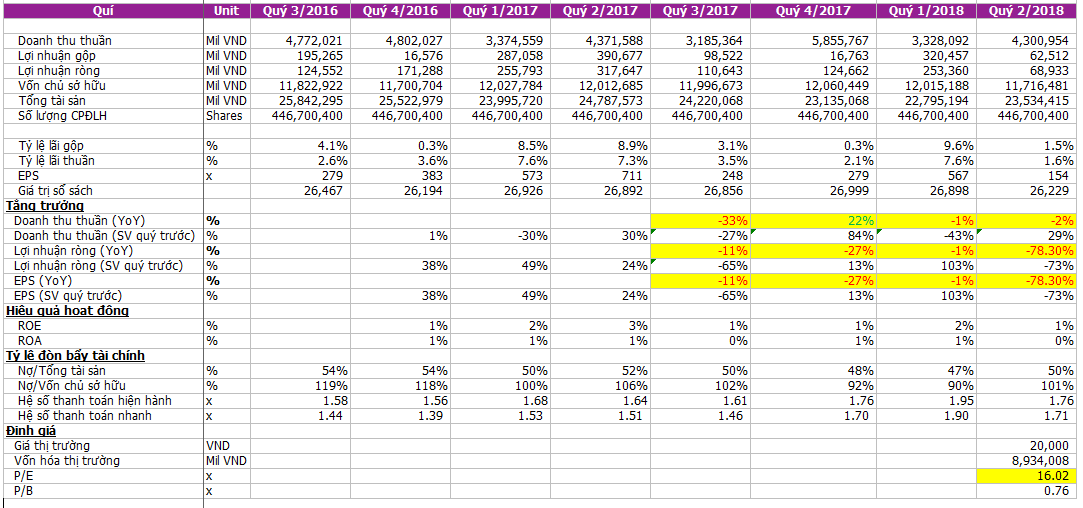 Quí Unit Quý 3/2016 Quý 4/2016 Quý 1/2017 Quý 2/2017 Quý 3/2017 Quý 4/2017 Quý 1/2018 Quý 2/2018
Doanh thu thuần Mil VND 4,772,021 4,802,027 3,374,559 4,371,588 3,185,364 5,855,767 3,328,092 4,300,954
Lợi nhuận gộp Mil VND 195,265 16,576 287,058 390,677 98,522 16,763 320,457 62,512
Lợi nhuận ròng Mil VND 124,552 171,288 255,793 317,647 110,643 124,662 253,360 68,933
Vốn chủ sở hữu Mil VND 11,822,922 11,700,704 12,027,784 12,012,685 11,996,673 12,060,449 12,015,188 11,716,481
Tổng tài sản Mil VND 25,842,295 25,522,979 23,995,720 24,787,573 24,220,068 23,135,068 22,795,194 23,534,415
Số lượng CPĐLH Shares 446,700,400 446,700,400 446,700,400 446,700,400 446,700,400 446,700,400 446,700,400 446,700,400
Tỷ lệ lãi gộp % 4.1% 0.3% 8.5% 8.9% 3.1% 0.3% 9.6% 1.5%
Tỷ lệ lãi thuần % 2.6% 3.6% 7.6% 7.3% 3.5% 2.1% 7.6% 1.6%
EPS x 279 383 573 711 248 279 567 154
Giá trị sổ sách 26,467 26,194 26,926 26,892 26,856 26,999 26,898 26,229
Tăng trưởng
Doanh thu thuần (YoY) % -33% 22% -1% -2%
Doanh thu thuần (SV quý trước) % 1% -30% 30% -27% 84% -43% 29%
Lợi nhuận ròng (YoY) % -11% -27% -1% -78.30%
Lợi nhuận ròng (SV quý trước) % 38% 49% 24% -65% 13% 103% -73%
EPS (YoY) % -11% -27% -1% -78.30%
EPS (SV quý trước) % 38% 49% 24% -65% 13% 103% -73%
Hiệu quả hoạt động
ROE % 1% 2% 3% 1% 1% 2% 1%
ROA % 1% 1% 1% 0% 1% 1% 0%
Tỷ lệ đòn bẩy tài chính
Nợ/Tổng tài sản % 54% 54% 50% 52% 50% 48% 47% 50%
Nợ/Vốn chủ sở hữu % 119% 118% 100% 106% 102% 92% 90% 101%
Hệ số thanh toán hiện hành x 1.58 1.56 1.68 1.64 1.61 1.76 1.95 1.76
Hệ số thanh toán nhanh x 1.44 1.39 1.53 1.51 1.46 1.70 1.90 1.71
Định giá
Giá thị trường VND 20,000
Vốn hóa thị trường Mil VND 8,934,008
P/E x 16.02
P/B x 0.76